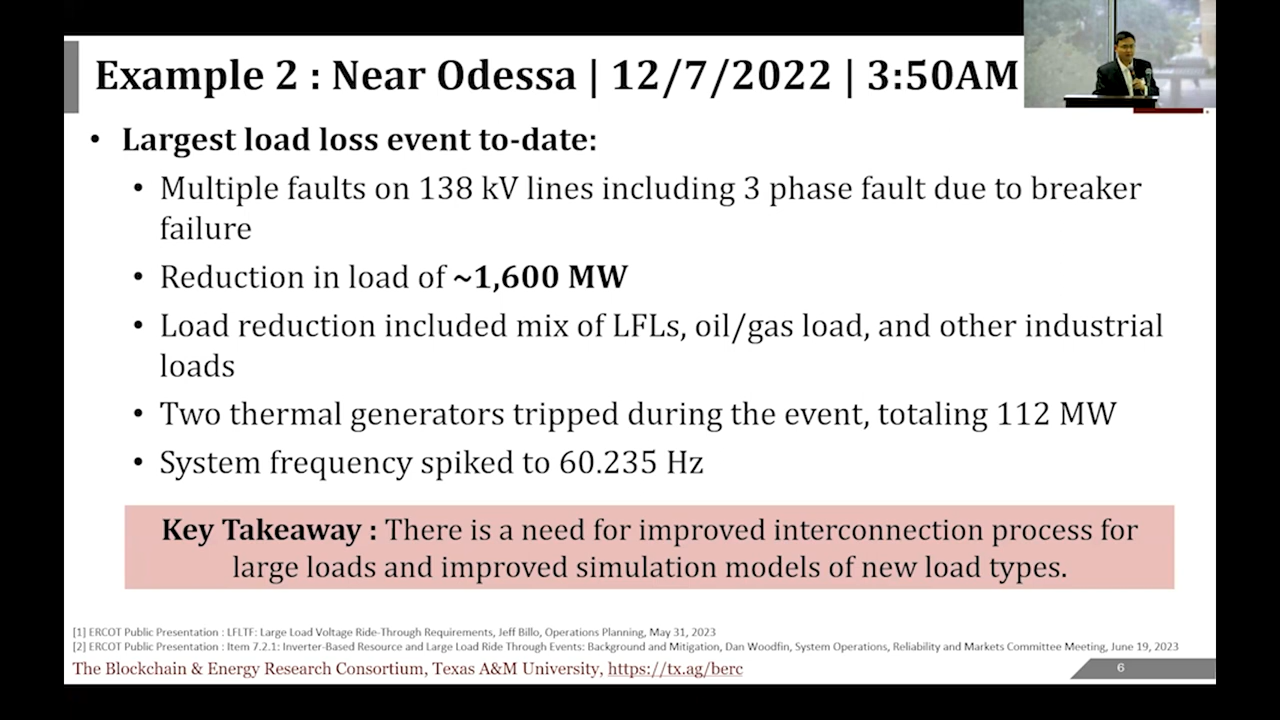 Example 2 : Near Odessa | 12/7/2022 | 3:50AM
• Largest load loss event to-date:
• Multiple faults on 138 kV lines including 3 phase fault due to breaker
failure
• Reduction in load of ~1,600 MW
• Load reduction included mix of LFLs, oil/gas load, and other industrial
loads
• Two thermal generators tripped during the event, totaling 112 MW
• System frequency spiked to 60.235 Hz
Key Takeaway : There is a need for improved interconnection process for
large loads and improved simulation models of new load types.
[1] ERCOT Public Presentation : LFLTF: Large Load Voltage Ride-Through Requirements, Jeff Billo, Operations Planning, May 31, 2023
[2] ERCOT Public Presentation : Item 7.2.1: Inverter-Based Resource and Large Load Ride Through Events: Background and Mitigation, Dan Woodfin, System Operations, Reliability and Markets Committee Meeting, June 19, 2023
The Blockchain & Energy Research Consortium, Texas A&M University, https://tx.ag/berc
6